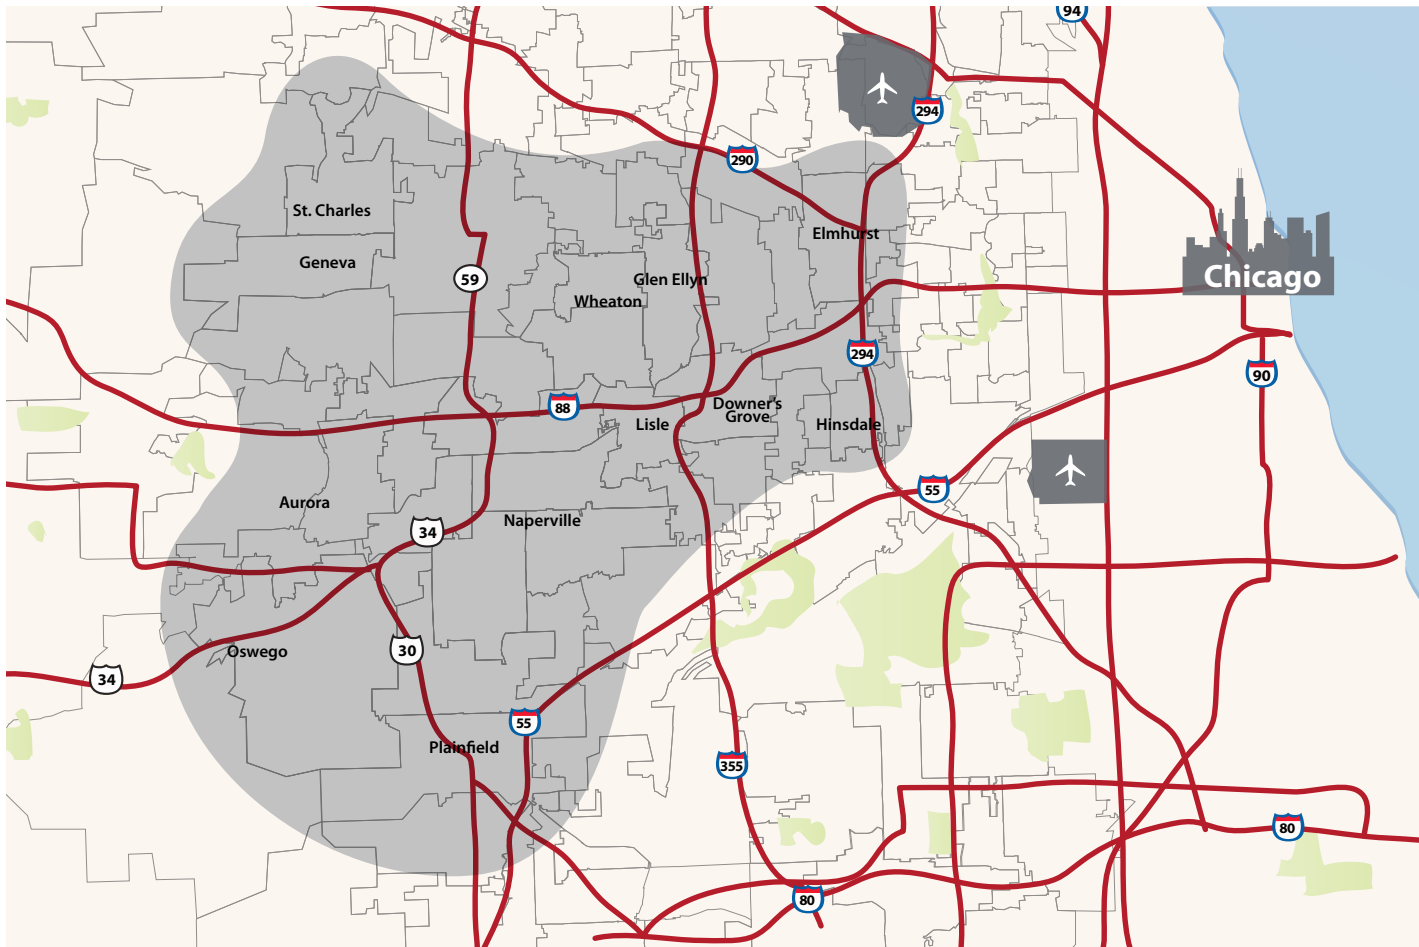 94
294
290
St. Charles
Elmhurst
Geneva
59
Glen Ellyn
Chicago
Wheaton
294
90
88
Downer's
Grove
Lisle
Hinsdale
55
Aurora
Naperville
34
30
Oswego
34
55
Plainfield
355
80
80